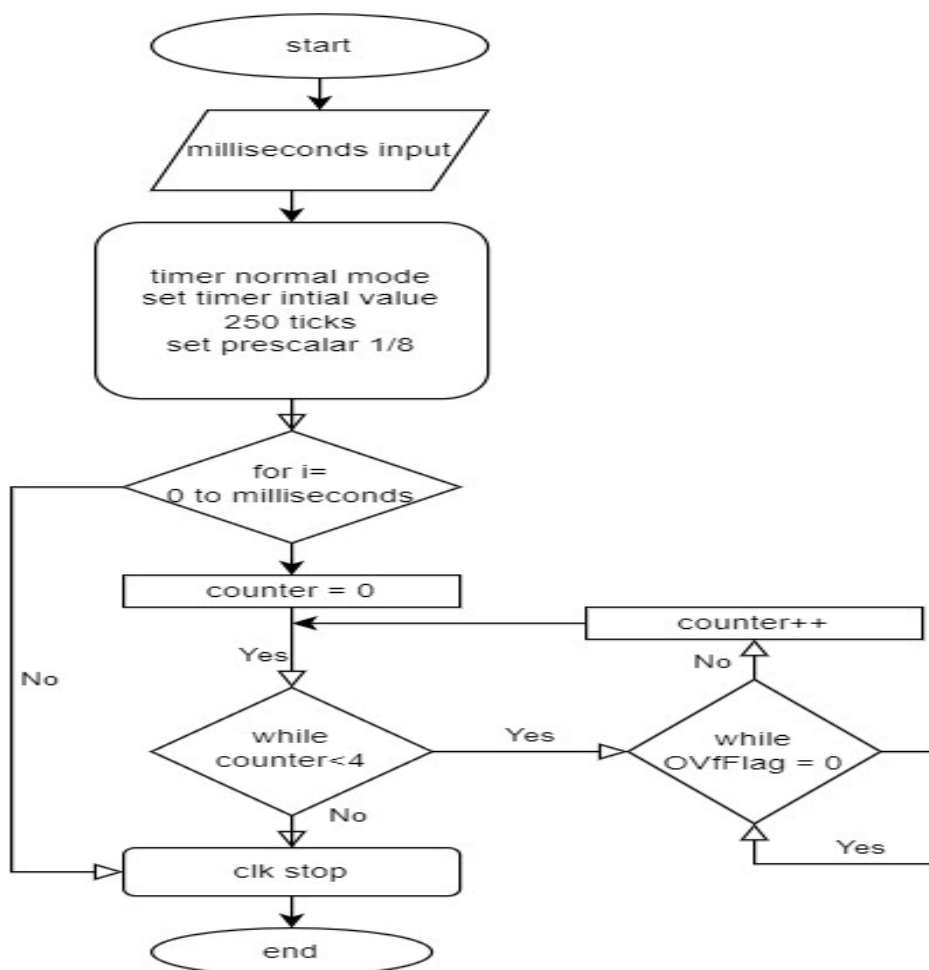 start
milliseconds input
timer normal mode
set timer intial value
250 ticks
set prescalar 1/8
for i=
0 to milliseconds
counter = 0
counter++
Yes
No
No
while
counter<4
Yes
while
OVfFlag = 0
No
Yes
clk stop
end